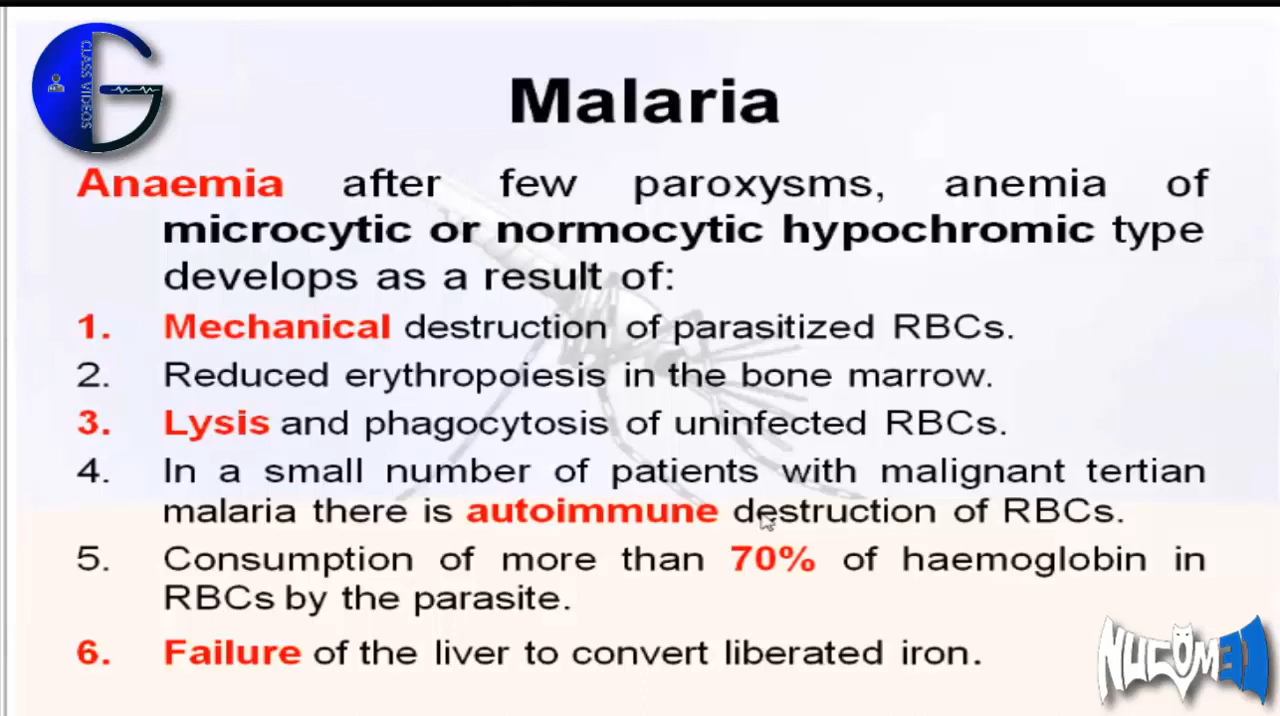 CLASS VIDEOS
Malaria
Anaemia after few paroxysms, anemia of
microcytic or normocytic hypochromic type
develops as a result of:
1. Mechanical destruction of parasitized RBCs.
2. Reduced erythropoiesis in the bone marrow.
3. Lysis and phagocytosis of uninfected RBCs.
4. In a small number of patients with malignant tertian
malaria there is autoimmune destruction of RBCs.
5. Consumption of more than 70% of haemoglobin in
RBCs by the parasite.
6. Failure of the liver to convert liberated iron.